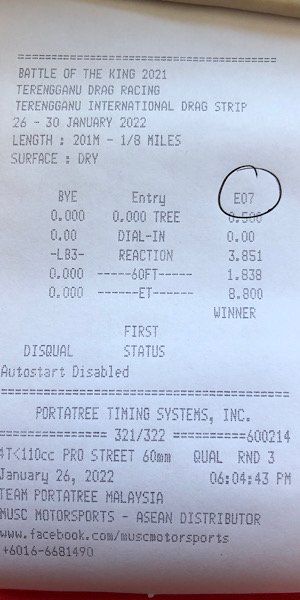 BATTLE OF THE KING 2021
TERENGGANU DRAG RACING
TERENGGANU INTERNATIONAL DRAG STRIP
26 - 30 JANUARY 2022
LENGTH : 201M - 1/8 MILES
SURFACE : DRY
BYE Entry E07
0.000 0.000 TREE 0.500
0.00 DIAL-IN 0.00
-LB3- REACTION 3.851
0.000 ------60FT------ 1.838
0.000 ------ET------ 8.800
WINNER
FIRST
DISQUAL STATUS
Autostart Disabled
PORTATREE TIMING SYSTEMS, INC.
=============== 321/322 ==========600214
4T<110cc PRO STREET 60mm QUAL RND 3
January 26, 2022 06:04:43 PM
TEAM PORTATREE MALAYSIA
MUSC MOTORSPORTS - ASEAN DISTRIBUTOR
www.facebook.com/muscmotorsports
+6016-6681490